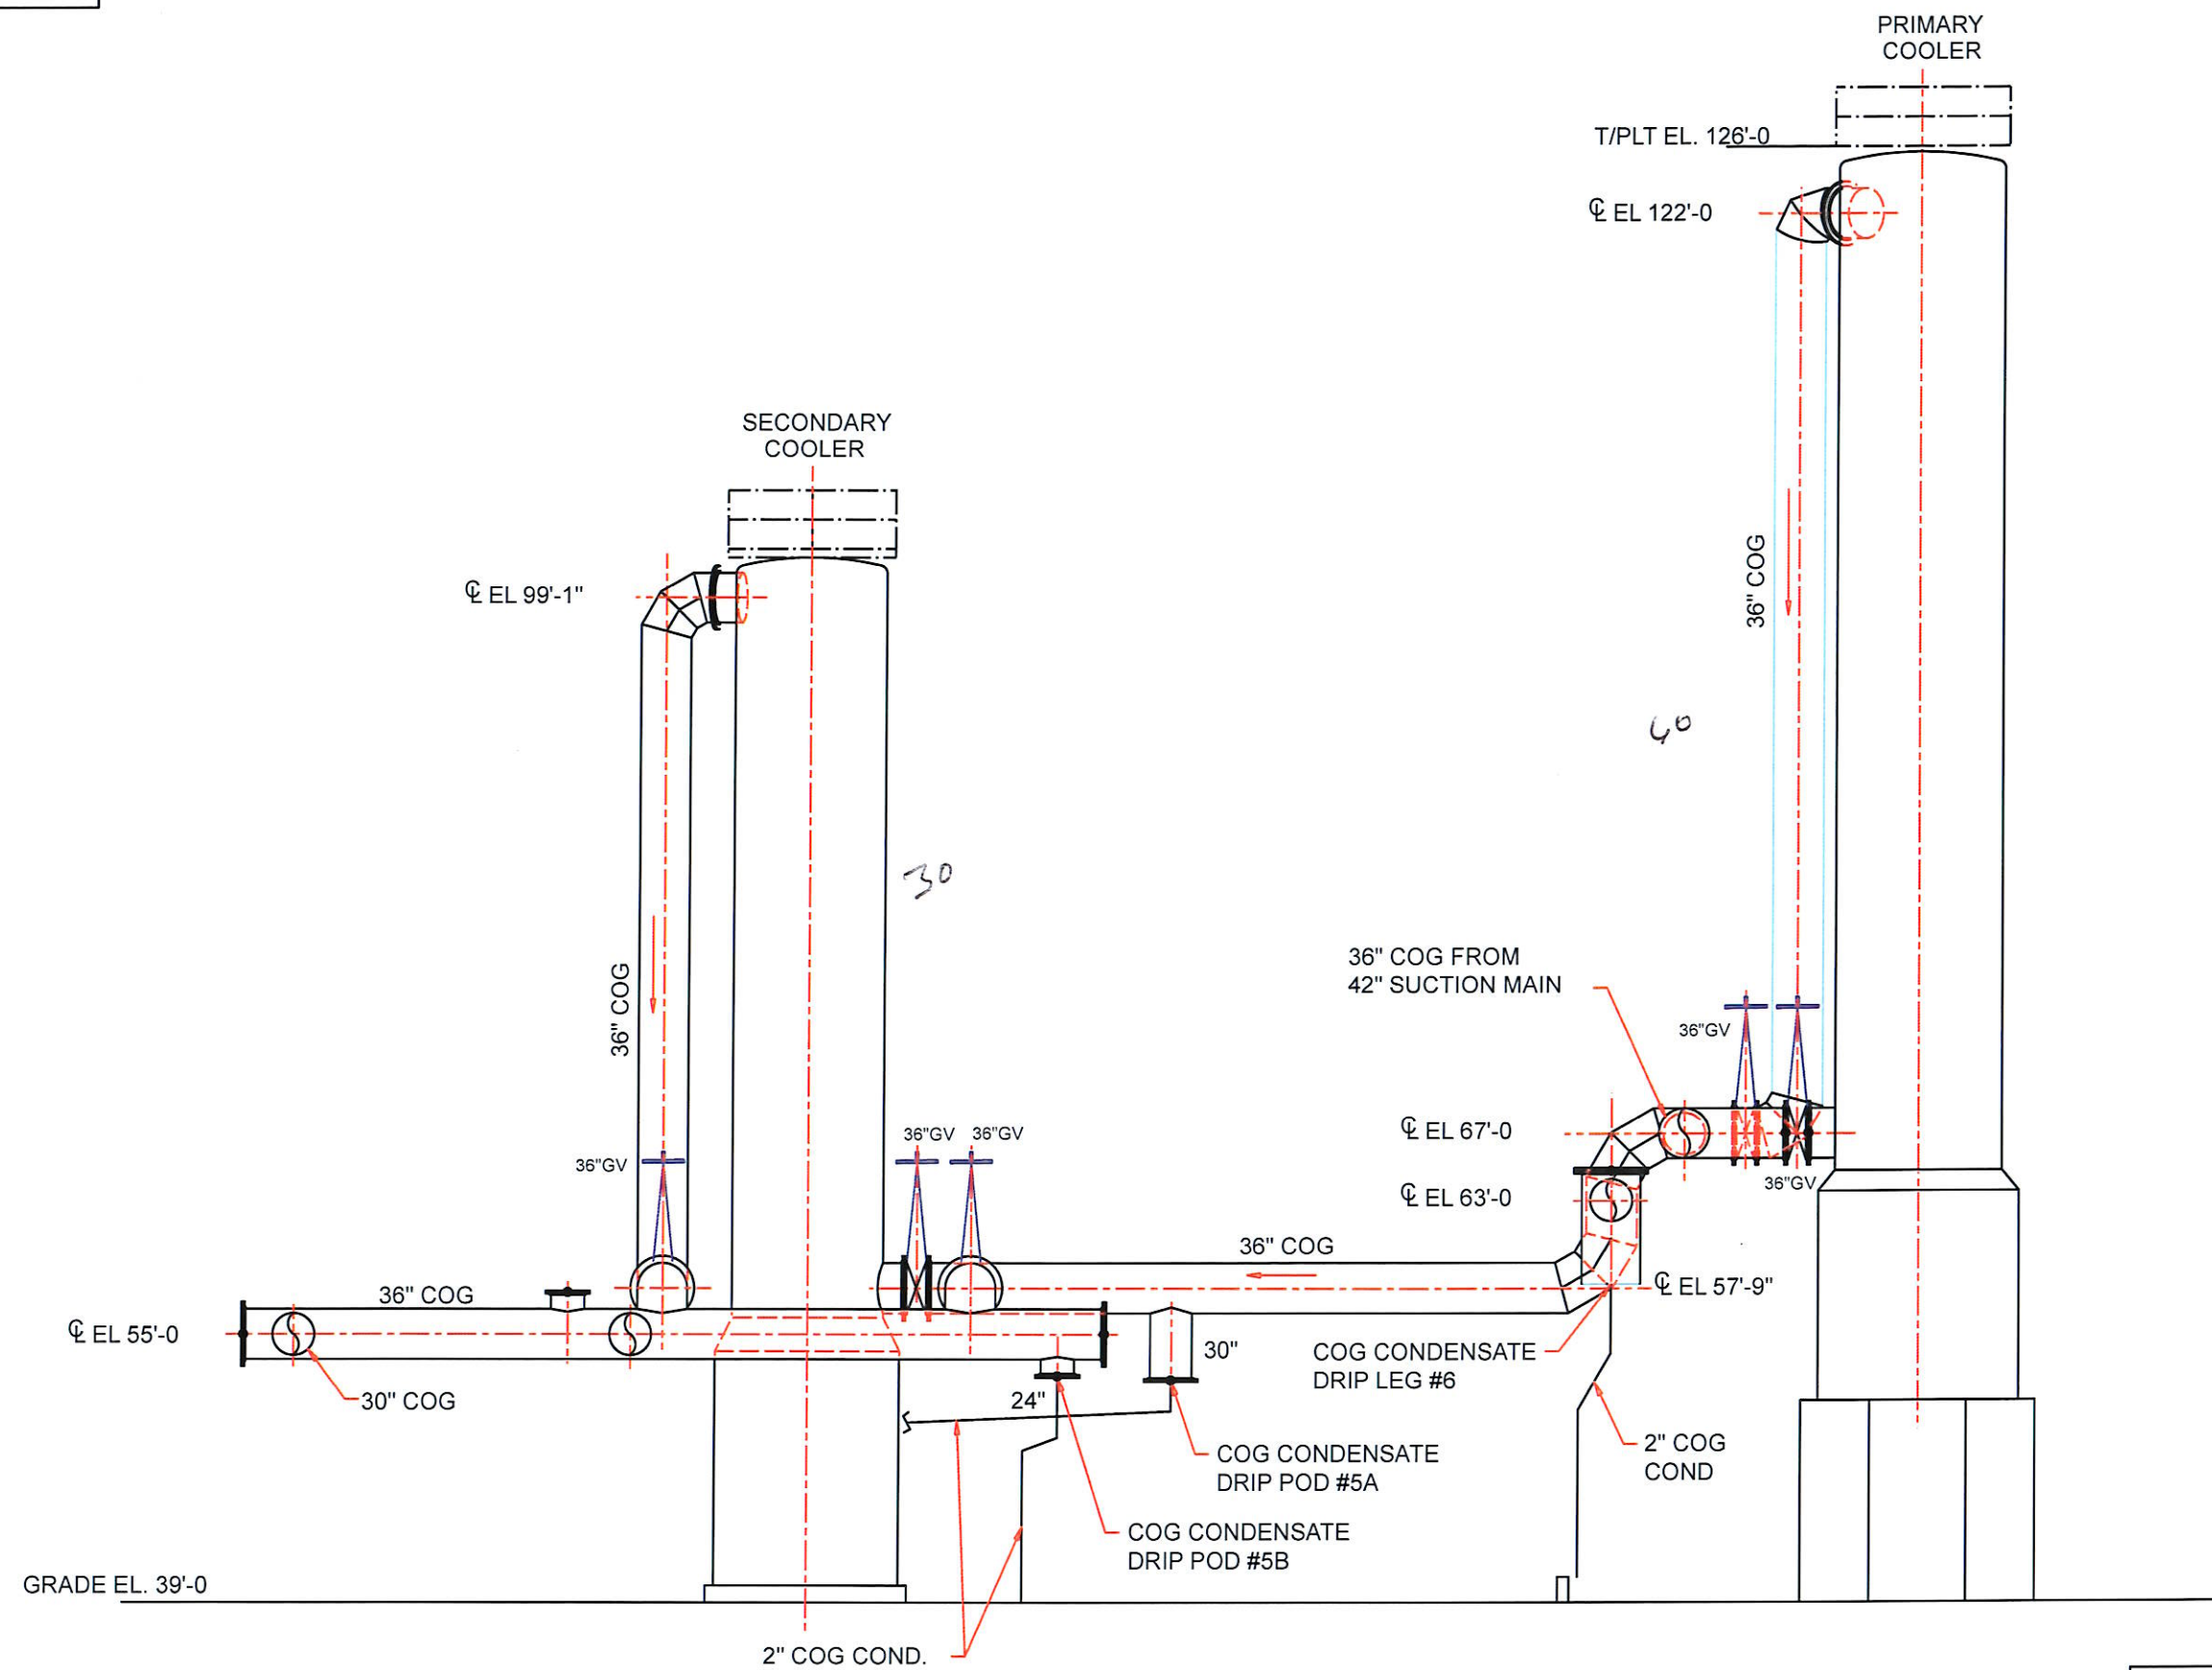 PRIMARY
COOLER
T/PLT EL. 126'-0
℄ EL 122'-0
36" COG
SECONDARY
COOLER
℄ EL 99'-1"
36" COG
30
40
36" COG FROM
42" SUCTION MAIN
36"GV
℄ EL 67'-0
36"GV
℄ EL 63'-0
36"GV
36"GV
36"GV
36" COG
℄ EL 57'-9"
36" COG
℄ EL 55'-0
30" COG
30"
24"
COG CONDENSATE
DRIP LEG #6
COG CONDENSATE
DRIP POD #5A
2" COG
COND
COG CONDENSATE
DRIP POD #5B
GRADE EL. 39'-0
2" COG COND.